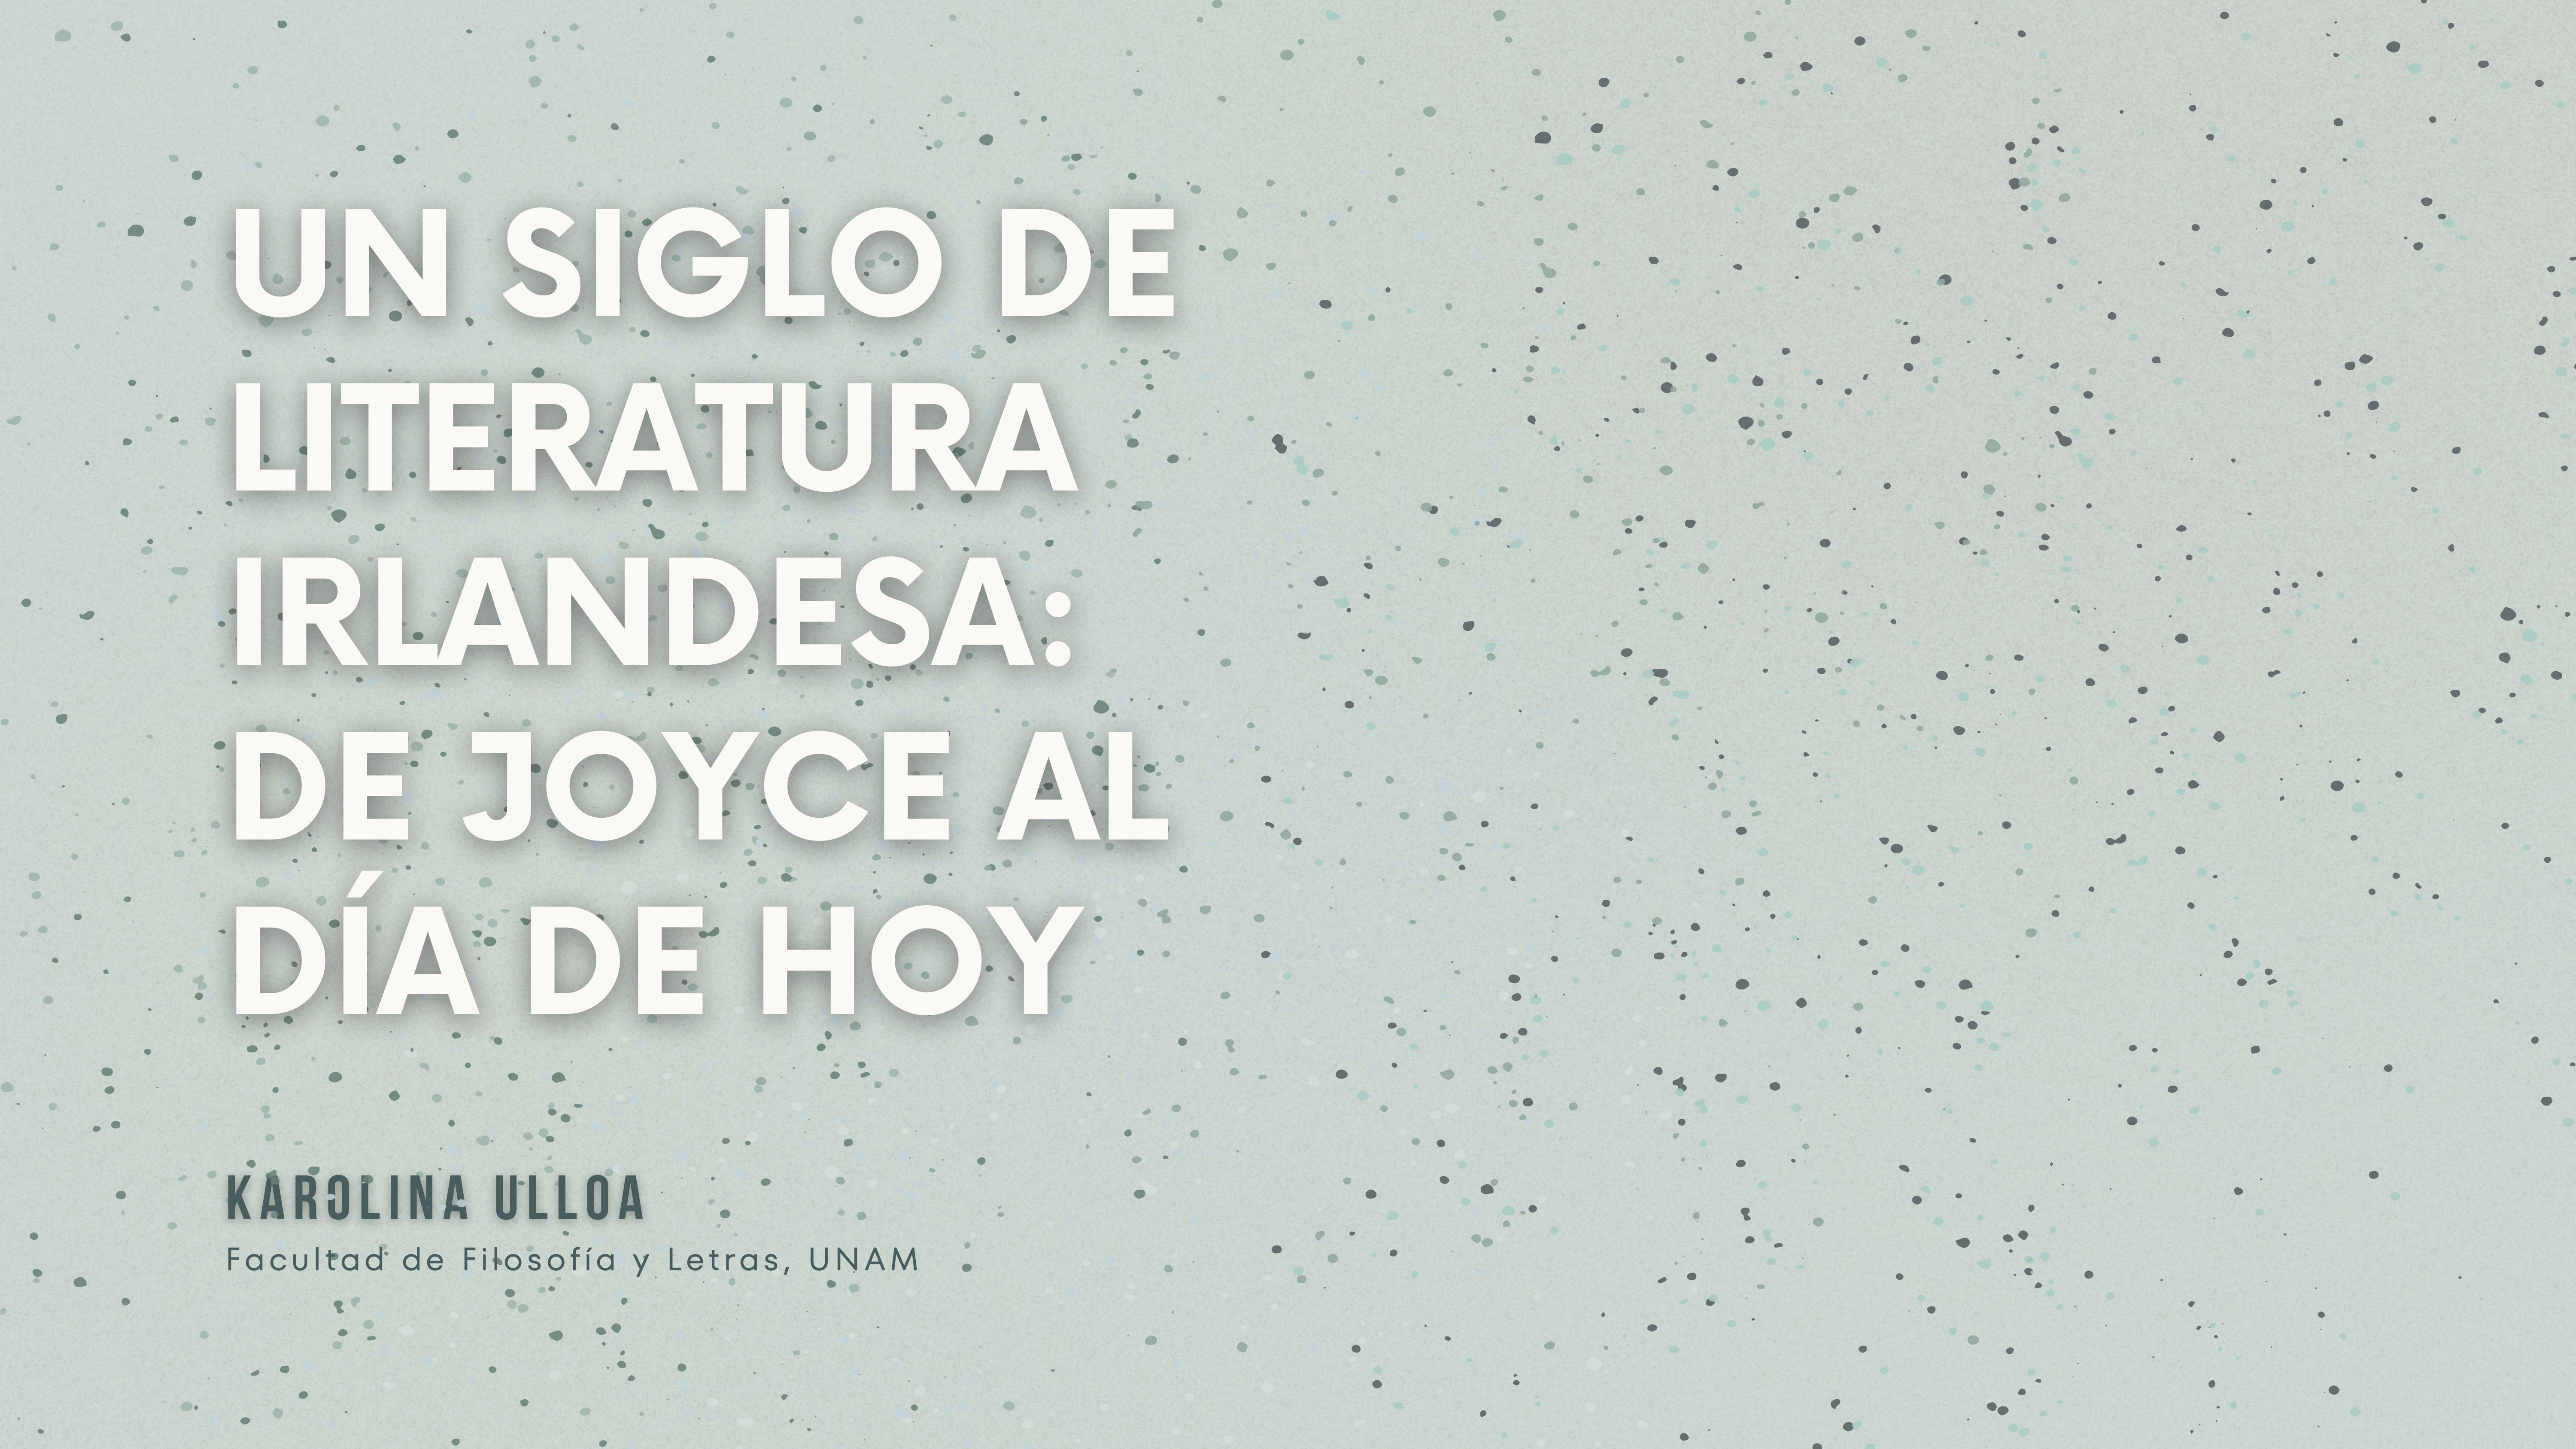 UN SIGLO DE
LITERATURA
IRLANDESA:
DE JOYCE AL
DÍA DE HOY
KAROLINA ULLOA
Facultad de Filosofía y Letras, UNAM